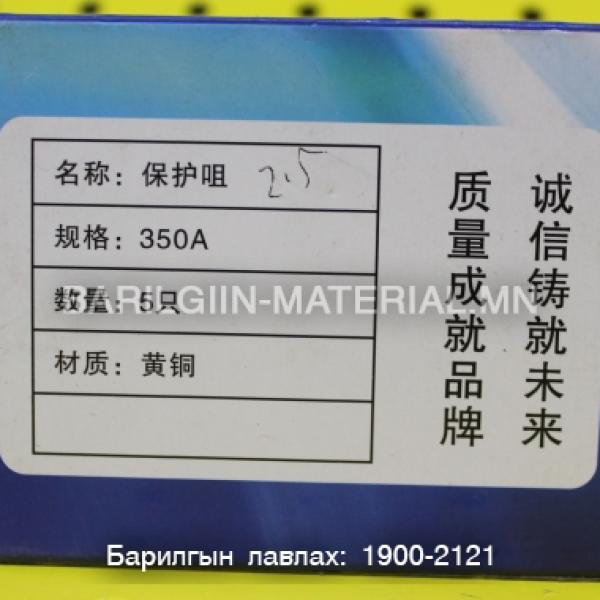 名称：保护咀 2.5
规格：350A
数量：5只
材质：黄铜
诚信铸就未来
质量成就品牌
BARILGIIN-MATERIAL.MN
Барилгын лавлах: 1900-2121